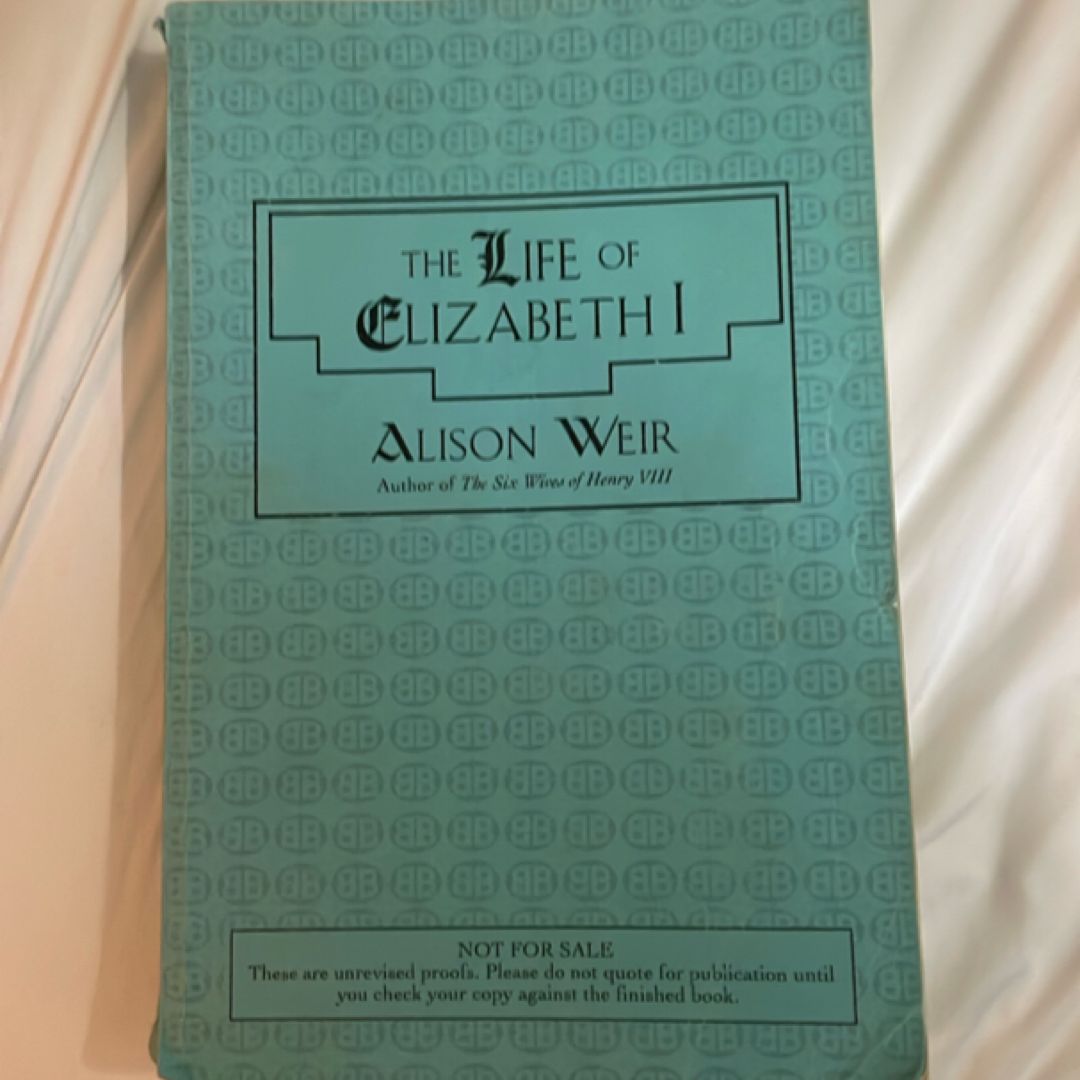 THE LIFE OF
ELIZABETH I
ALISON WEIR
Author of The Six Wives of Henry VIII
NOT FOR SALE
These are unrevised proofs. Please do not quote for publication until
you check your copy against the finished book.